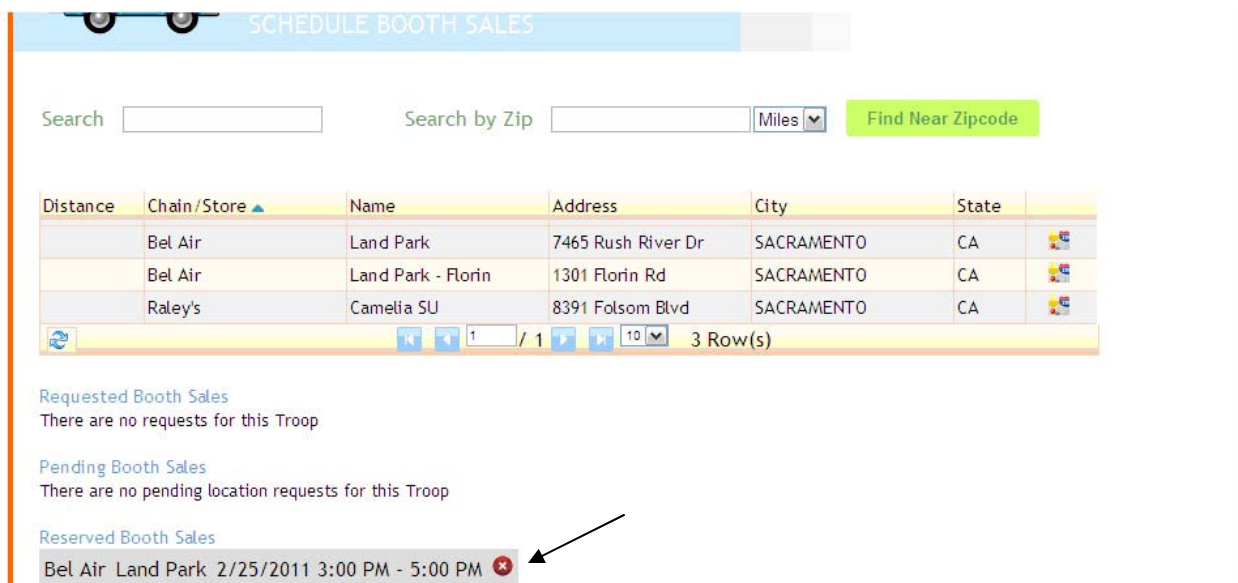 SCHEDULE BOOTH SALES
Search Search by Zip Miles Find Near Zipcode
Distance Chain/Store Name Address City State
Bel Air Land Park 7465 Rush River Dr SACRAMENTO CA
Bel Air Land Park - Florin 1301 Florin Rd SACRAMENTO CA
Raley's Camelia SU 8391 Folsom Blvd SACRAMENTO CA
1 / 1 10 3 Row(s)
Requested Booth Sales
There are no requests for this Troop
Pending Booth Sales
There are no pending location requests for this Troop
Reserved Booth Sales
Bel Air Land Park 2/25/2011 3:00 PM - 5:00 PM